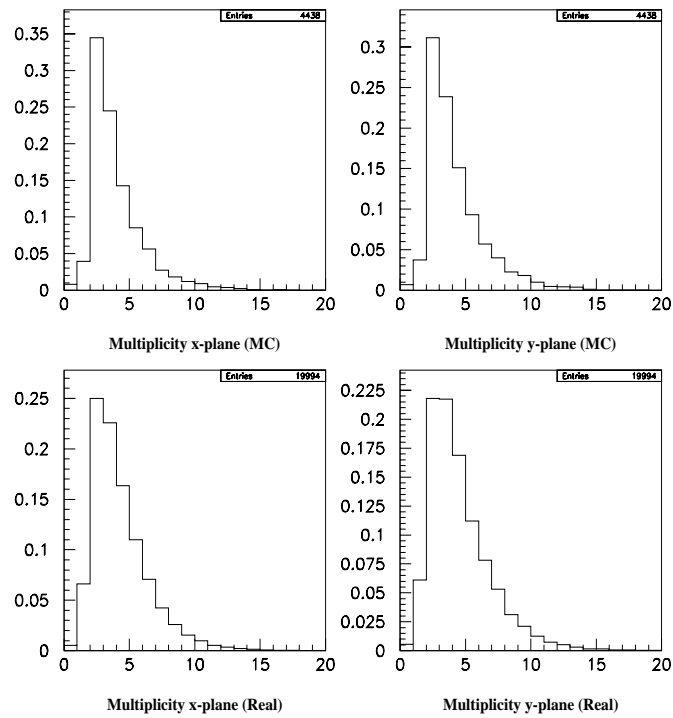 Entries 4438
0.35
0.3
0.25
0.2
0.15
0.1
0.05
0
0 5 10 15 20
Multiplicity x-plane (MC)
Entries 4438
0.3
0.25
0.2
0.15
0.1
0.05
0
0 5 10 15 20
Multiplicity y-plane (MC)
Entries 19994
0.25
0.2
0.15
0.1
0.05
0
0 5 10 15 20
Multiplicity x-plane (Real)
Entries 19994
0.225
0.2
0.175
0.15
0.125
0.1
0.075
0.05
0.025
0
0 5 10 15 20
Multiplicity y-plane (Real)